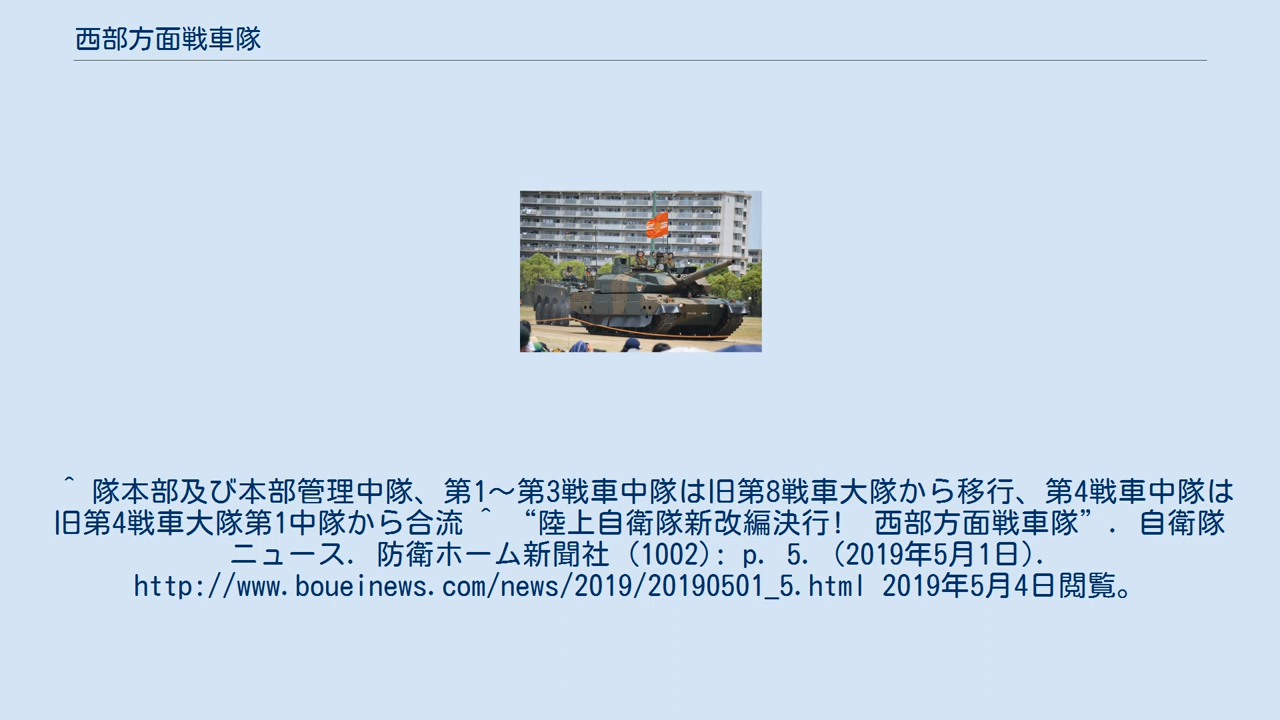 西部方面戦車隊
^ 隊本部及び本部管理中隊、第1～第3戦車中隊は旧第8戦車大隊から移行、第4戦車中隊は
旧第4戦車大隊第1中隊から合流 ^ “陸上自衛隊新改編決行! 西部方面戦車隊”. 自衛隊
ニュース. 防衛ホーム新聞社 (1002): p. 5. (2019年5月1日).
http://www.boueinews.com/news/2019/20190501_5.html 2019年5月4日閲覧。